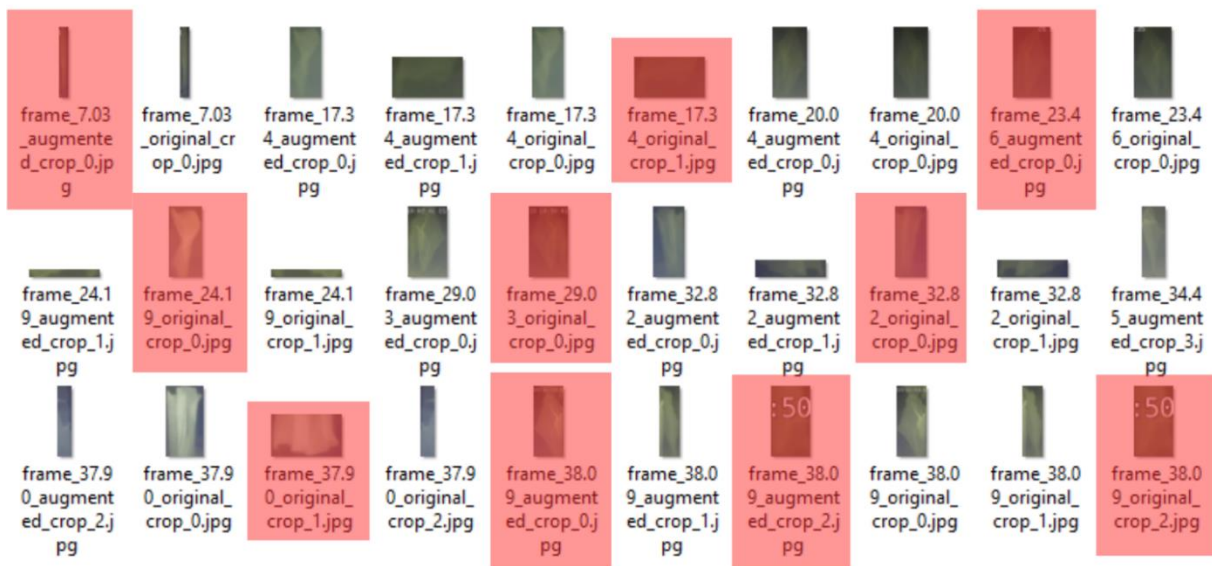 frame_7.03
_augmente
d_crop_0.jp
g
frame_7.03
_original_cr
op_0.jpg
frame_17.3
4_augment
ed_crop_0.j
pg
frame_17.3
4_augment
ed_crop_1.j
pg
frame_17.3
4_original_
crop_0.jpg
frame_17.3
4_original_
crop_1.jpg
frame_20.0
4_augment
ed_crop_0.j
pg
frame_20.0
4_original_
crop_0.jpg
frame_23.4
6_augment
ed_crop_0.j
pg
frame_23.4
6_original_
crop_0.jpg
frame_24.1
9_augment
ed_crop_1.j
pg
frame_24.1
9_original_
crop_0.jpg
frame_24.1
9_original_
crop_1.jpg
frame_29.0
3_augment
ed_crop_0.j
pg
frame_29.0
3_original_
crop_0.jpg
frame_32.8
2_augment
ed_crop_0.j
pg
frame_32.8
2_augment
ed_crop_1.j
pg
frame_32.8
2_original_
crop_0.jpg
frame_32.8
2_original_
crop_1.jpg
frame_34.4
5_augment
ed_crop_3.j
pg
frame_37.9
0_augment
ed_crop_2.j
pg
frame_37.9
0_original_
crop_0.jpg
frame_37.9
0_original_
crop_1.jpg
frame_37.9
0_original_
crop_2.jpg
frame_38.0
9_augment
ed_crop_0.j
pg
frame_38.0
9_augment
ed_crop_1.j
pg
:50
frame_38.0
9_augment
ed_crop_2.j
pg
frame_38.0
9_original_
crop_0.jpg
frame_38.0
9_original_
crop_1.jpg
:50
frame_38.0
9_original_
crop_2.jpg